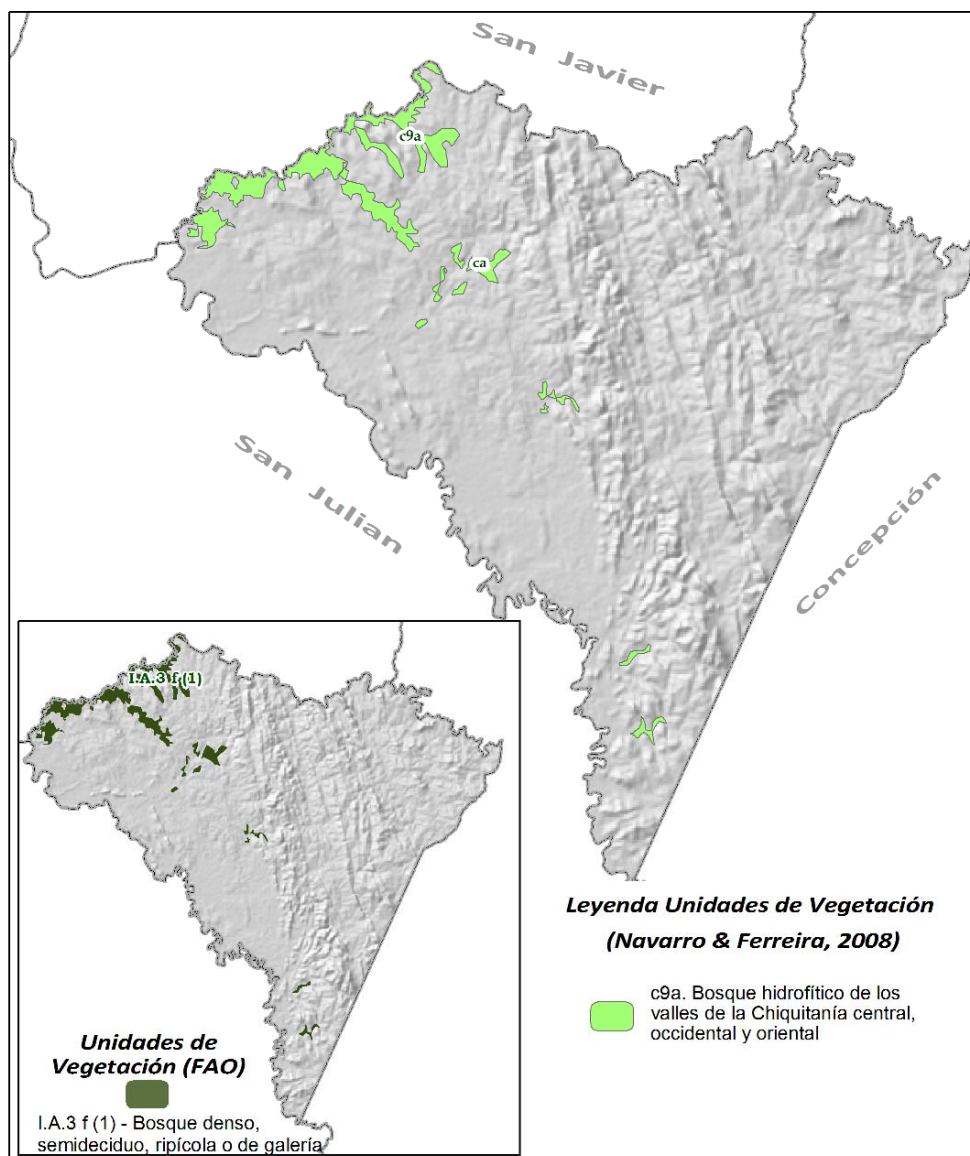 San Javier
c9a
ca
San Julian
Concepción
I.A.3 f (1)
Leyenda Unidades de Vegetación
(Navarro & Ferreira, 2008)
c9a. Bosque hidrofítico de los
valles de la Chiquitanía central,
occidental y oriental
Unidades de
Vegetación (FAO)
I.A.3 f (1) - Bosque denso,
semideciduo, ripícola o de galería